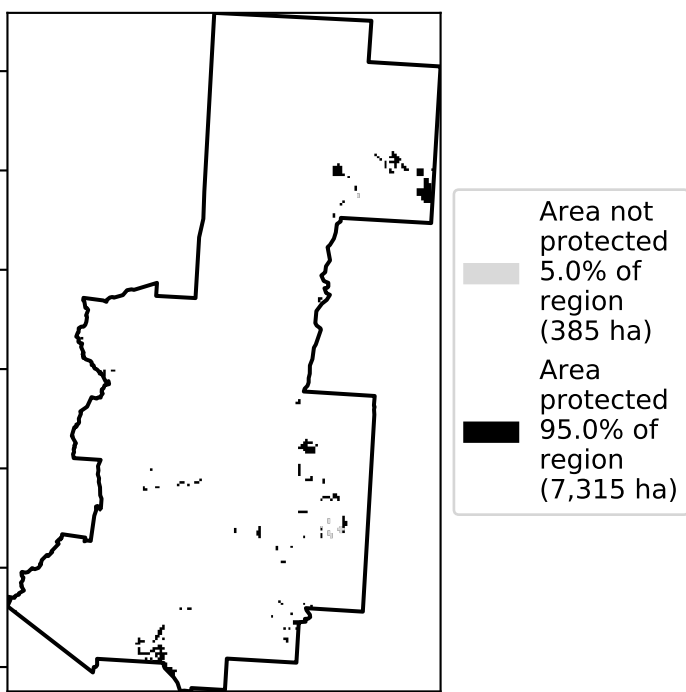 Area not
protected
5.0% of
region
(385 ha)
Area
protected
95.0% of
region
(7,315 ha)